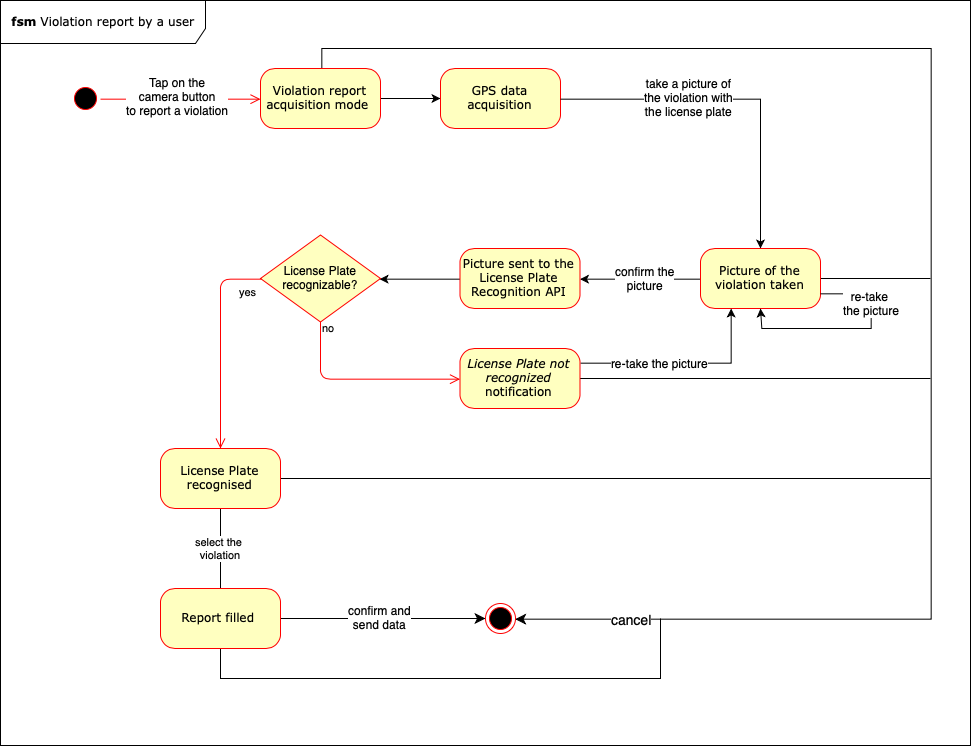 fsm Violation report by a user
Tap on the
camera button
to report a violation
Violation report
acquisition mode
GPS data
acquisition
take a picture of
the violation with
the license plate
License Plate
recognizable?
yes
no
Picture sent to the
License Plate
Recognition API
confirm the
picture
Picture of the
violation taken
re-take
the picture
License Plate not
recognized
notification
re-take the picture
License Plate
recognised
select the
violation
Report filled
confirm and
send data
cancel